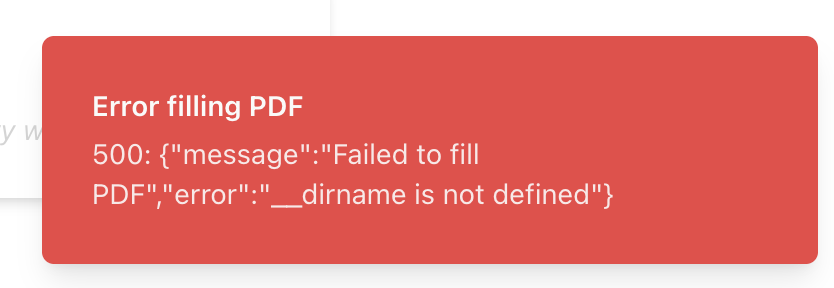 Error filling PDF
500: {"message":"Failed to fill
PDF","error":"__dirname is not defined"}